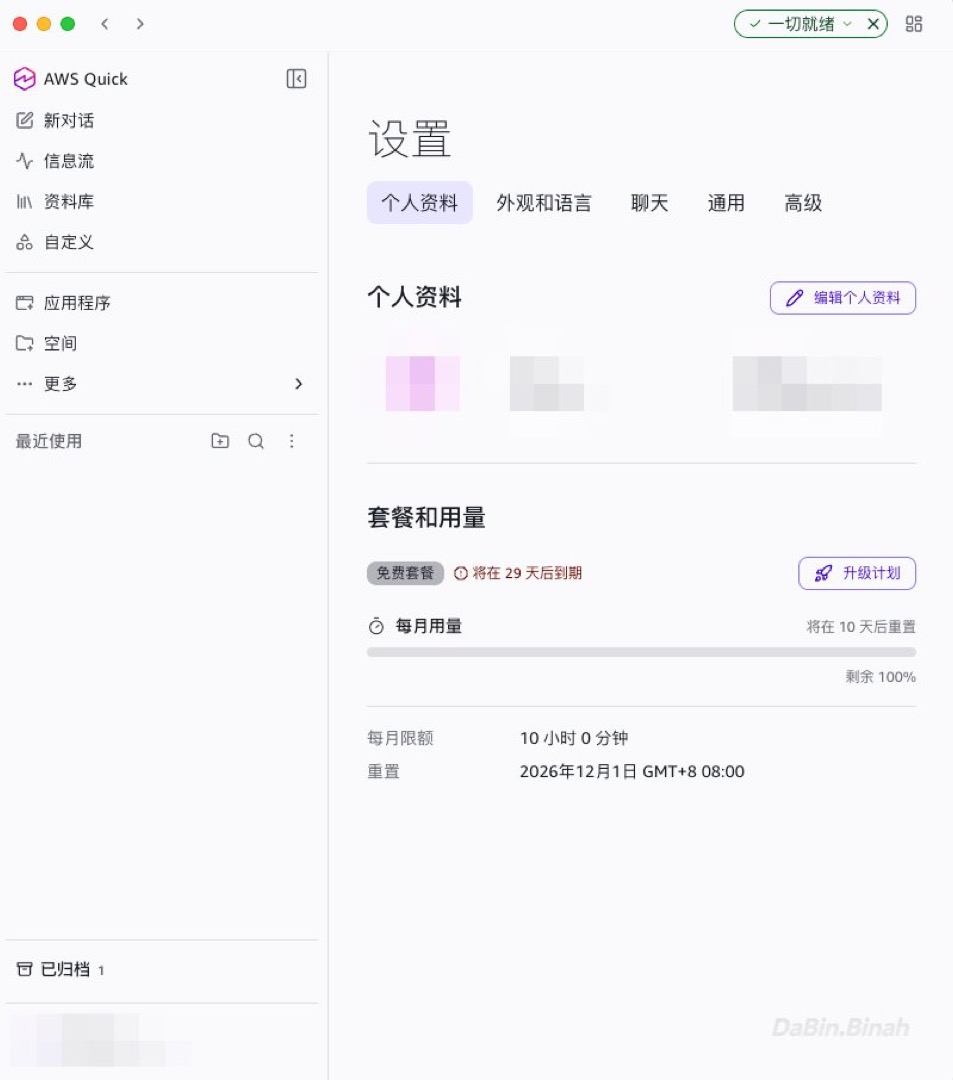 一切就绪
AWS Quick
新对话
信息流
资料库
自定义
应用程序
空间
更多
最近使用
已归档 1
设置
个人资料 外观和语言 聊天 通用 高级
个人资料
编辑个人资料
套餐和用量
免费套餐 将在 29 天后到期
升级计划
每月用量
将在 10 天后重置
剩余 100%
每月限额 10 小时 0 分钟
重置 2026年12月1日 GMT+8 08:00
DaBin.Binah